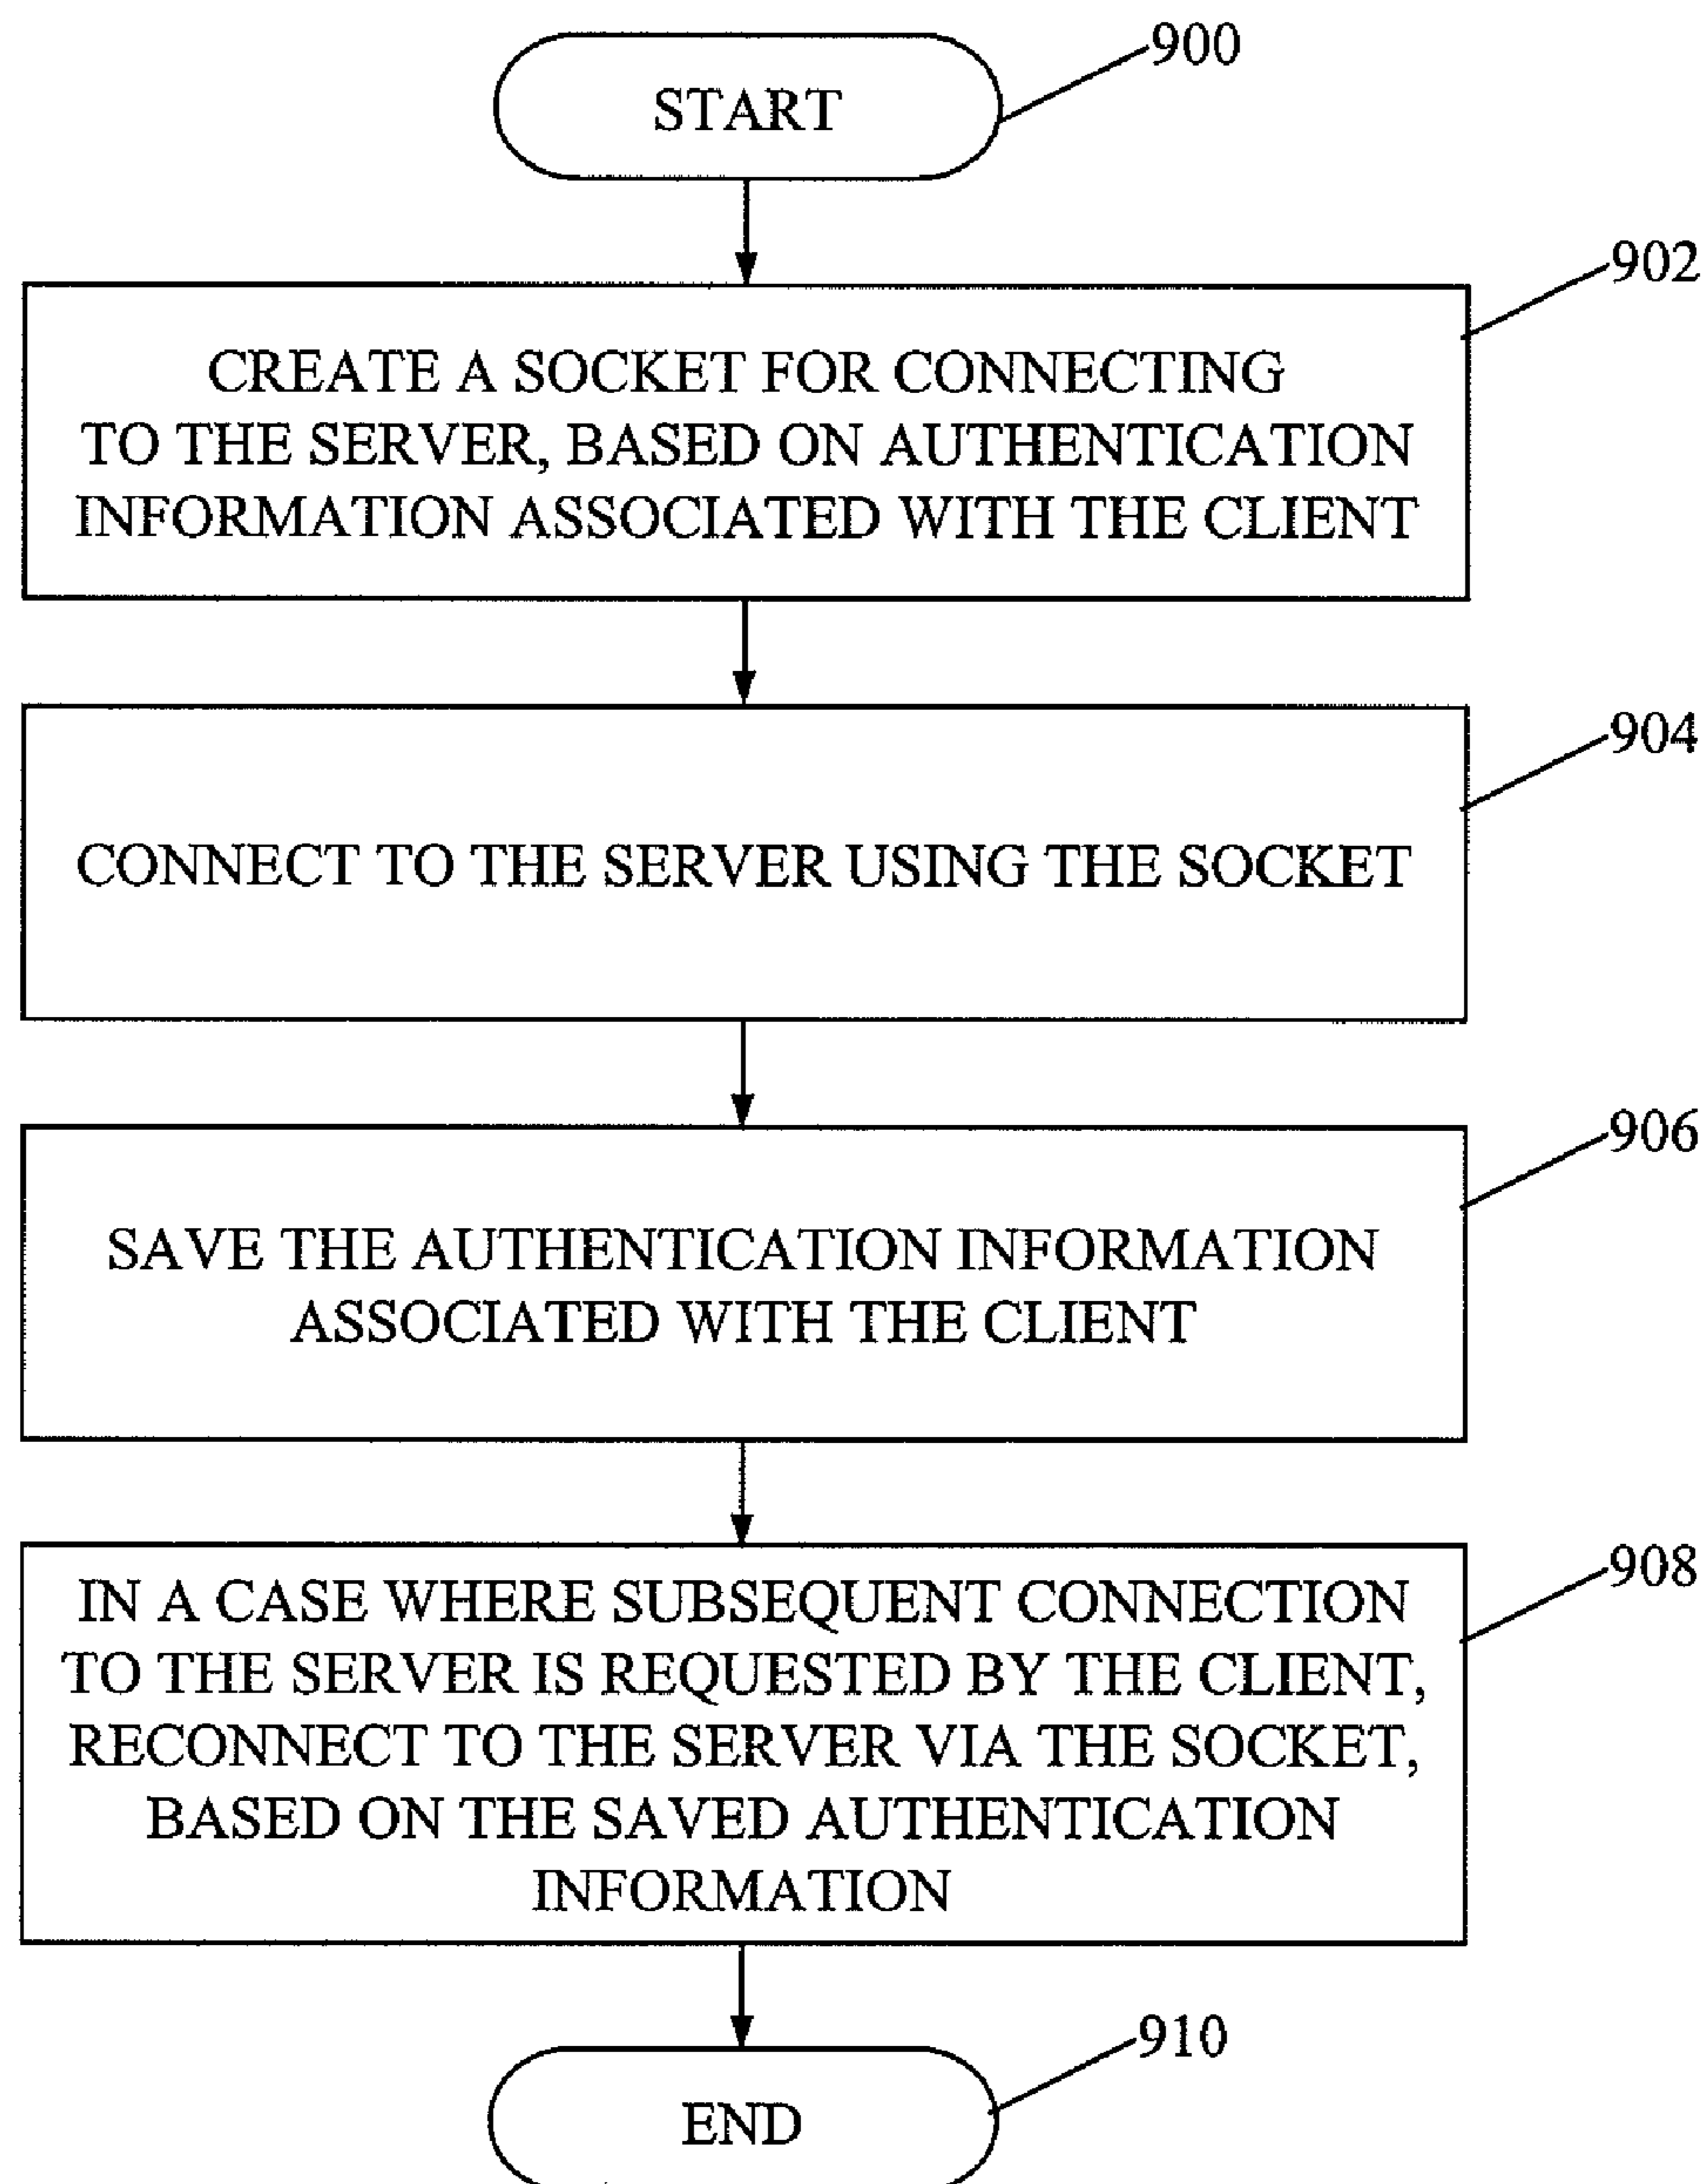 900
START
902
CREATE A SOCKET FOR CONNECTING
TO THE SERVER, BASED ON AUTHENTICATION
INFORMATION ASSOCIATED WITH THE CLIENT
904
CONNECT TO THE SERVER USING THE SOCKET
906
SAVE THE AUTHENTICATION INFORMATION
ASSOCIATED WITH THE CLIENT
908
IN A CASE WHERE SUBSEQUENT CONNECTION
TO THE SERVER IS REQUESTED BY THE CLIENT,
RECONNECT TO THE SERVER VIA THE SOCKET,
BASED ON THE SAVED AUTHENTICATION
INFORMATION
910
END